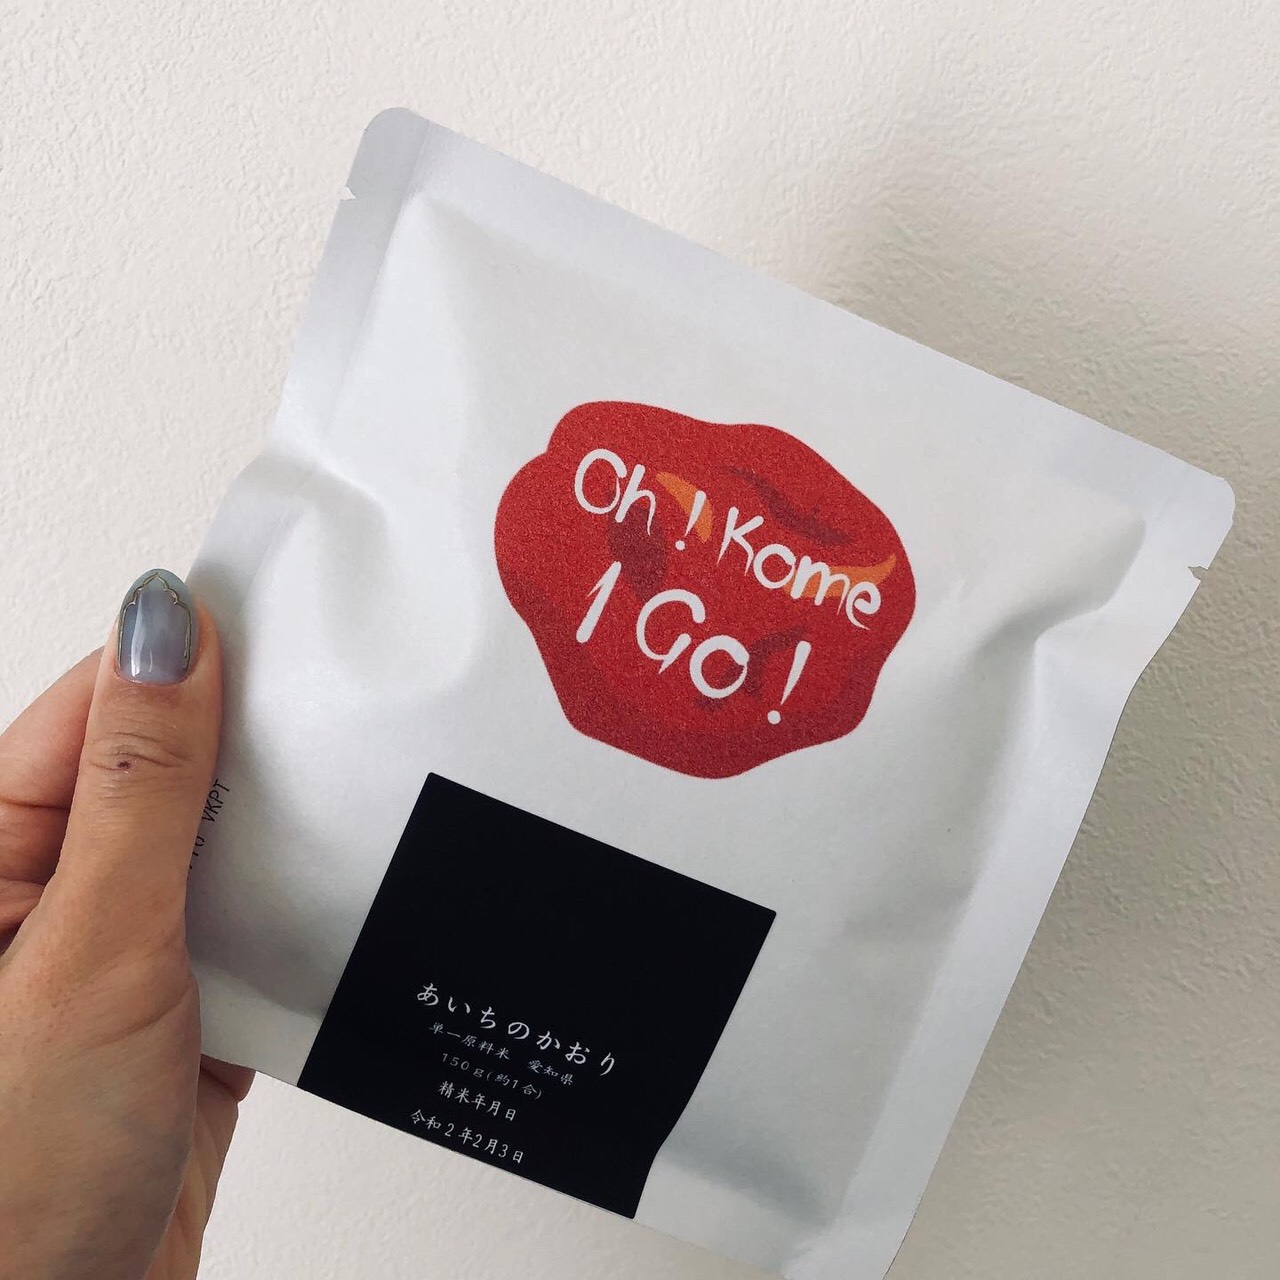 Oh! Kome
1 Go!
VKPT
あいちのかおり
単一原料米 愛知県
150g(約1合)
精米年月日
令和2年2月3日